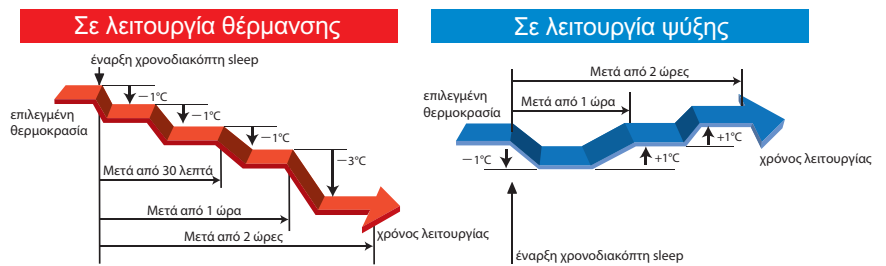 Σε λειτουργία θέρμανσης
έναρξη χρονοδιακόπτη sleep
−1°C
−1°C
επιλεγμένη
θερμοκρασία
−1°C
−3°C
Μετά από 30 λεπτά
Μετά από 1 ώρα
χρόνος λειτουργίας
Μετά από 2 ώρες
Σε λειτουργία ψύξης
Μετά από 2 ώρες
επιλεγμένη
θερμοκρασία
Μετά από 1 ώρα
+1°C
−1°C
+1°C
χρόνος λειτουργίας
έναρξη χρονοδιακόπτη sleep